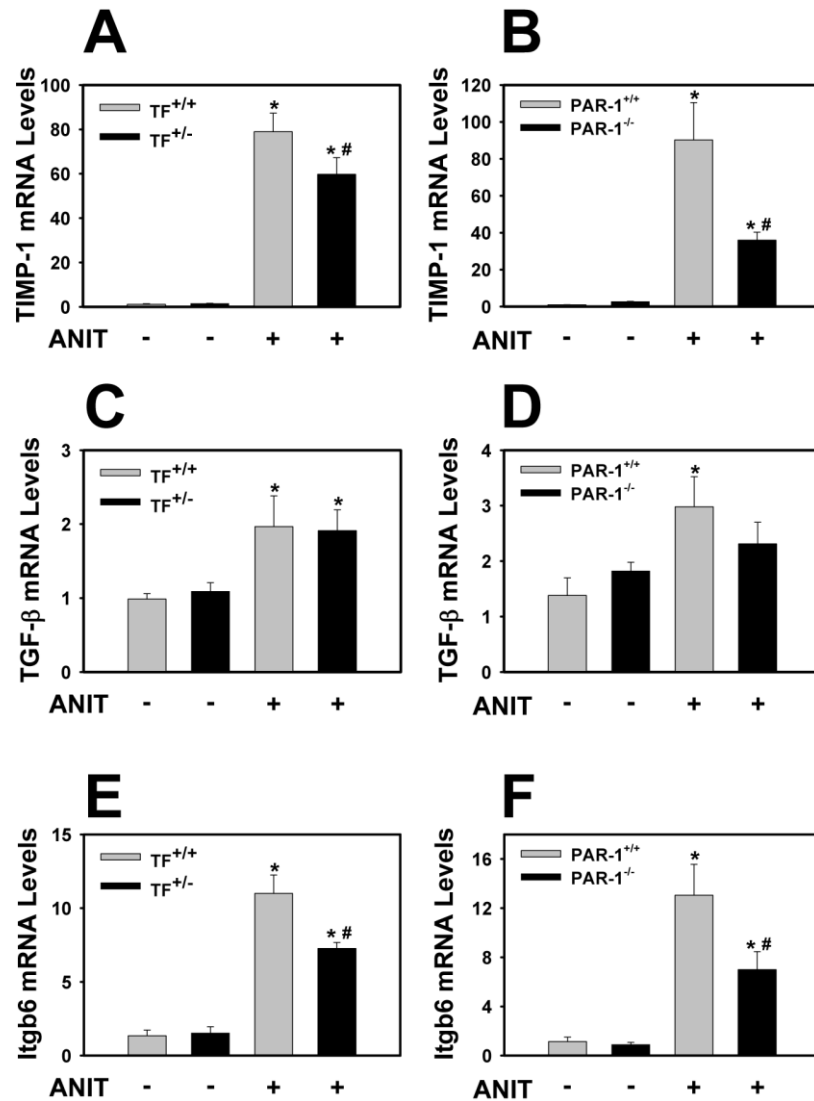 A
TIMP-1 mRNA Levels
100
80
60
40
20
0
TF+/+
TF+/-
*
* #
ANIT - - + +
B
TIMP-1 mRNA Levels
120
100
80
60
40
20
0
PAR-1+/+
PAR-1-/-
*
* #
- - + +
C
TGF-β mRNA Levels
3
2
1
0
TF+/+
TF+/-
*
*
ANIT - - + +
D
TGF-β mRNA Levels
4
3
2
1
0
PAR-1+/+
PAR-1-/-
*
ANIT - - + +
E
Itgb6 mRNA Levels
15
10
5
0
TF+/+
TF+/-
*
* #
ANIT - - + +
F
Itgb6 mRNA Levels
16
12
8
4
0
PAR-1+/+
PAR-1-/-
*
* #
ANIT - - + +